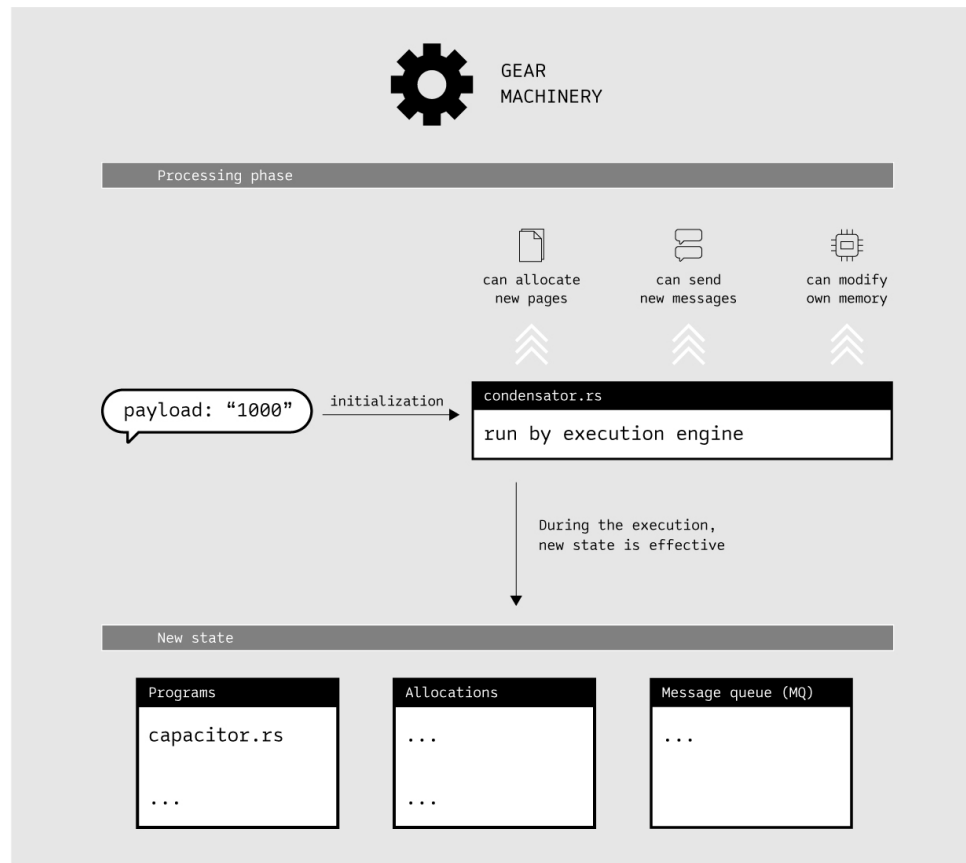 GEAR
MACHINERY
Processing phase
can allocate
new pages
can send
new messages
can modify
own memory
payload: “1000”
initialization
condensator.rs
run by execution engine
During the execution,
new state is effective
New state
Programs
capacitor.rs
...
Allocations
...
...
Message queue (MQ)
...